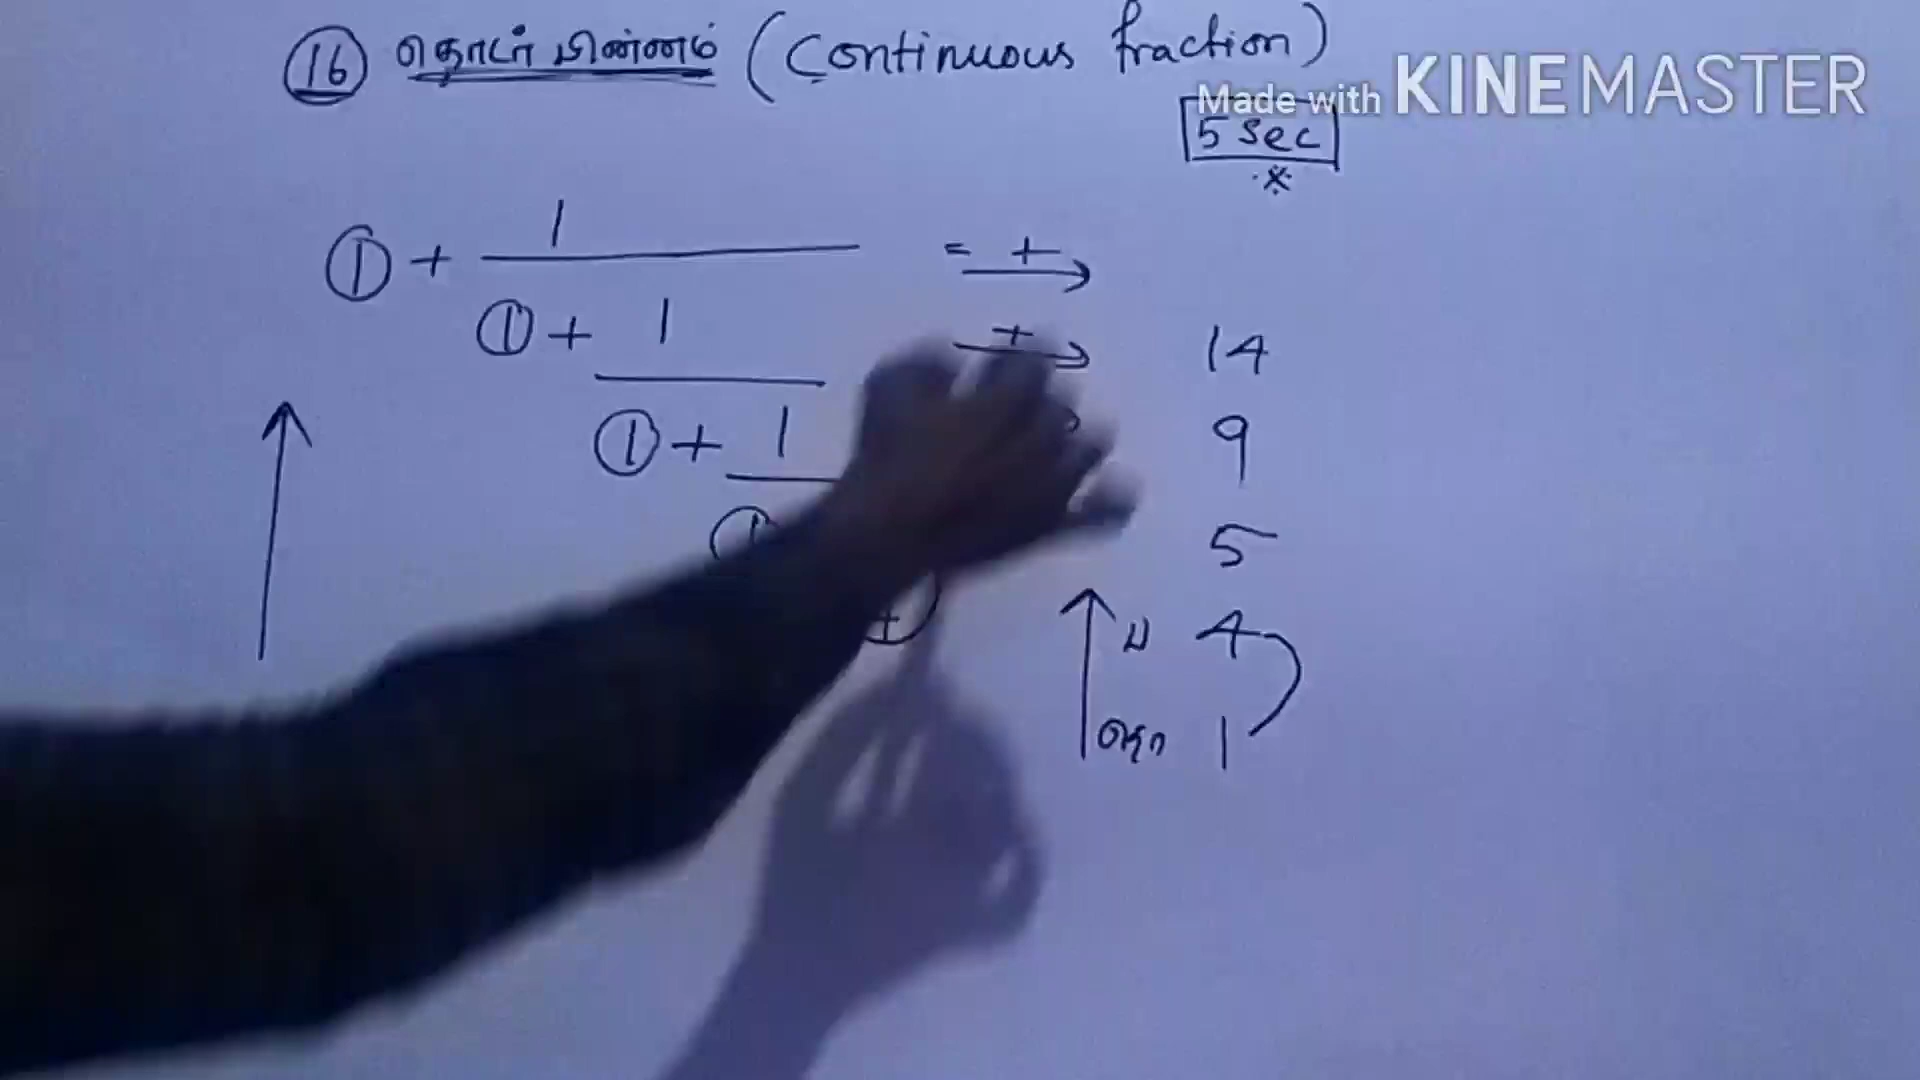 16 தொடர் பின்னம் (Continuous fraction)
Made with KINEMASTER
5 sec
*
1 + 1 = +
1 + 1 + 14
1 + 1 9
5
ப 4
தொ 1